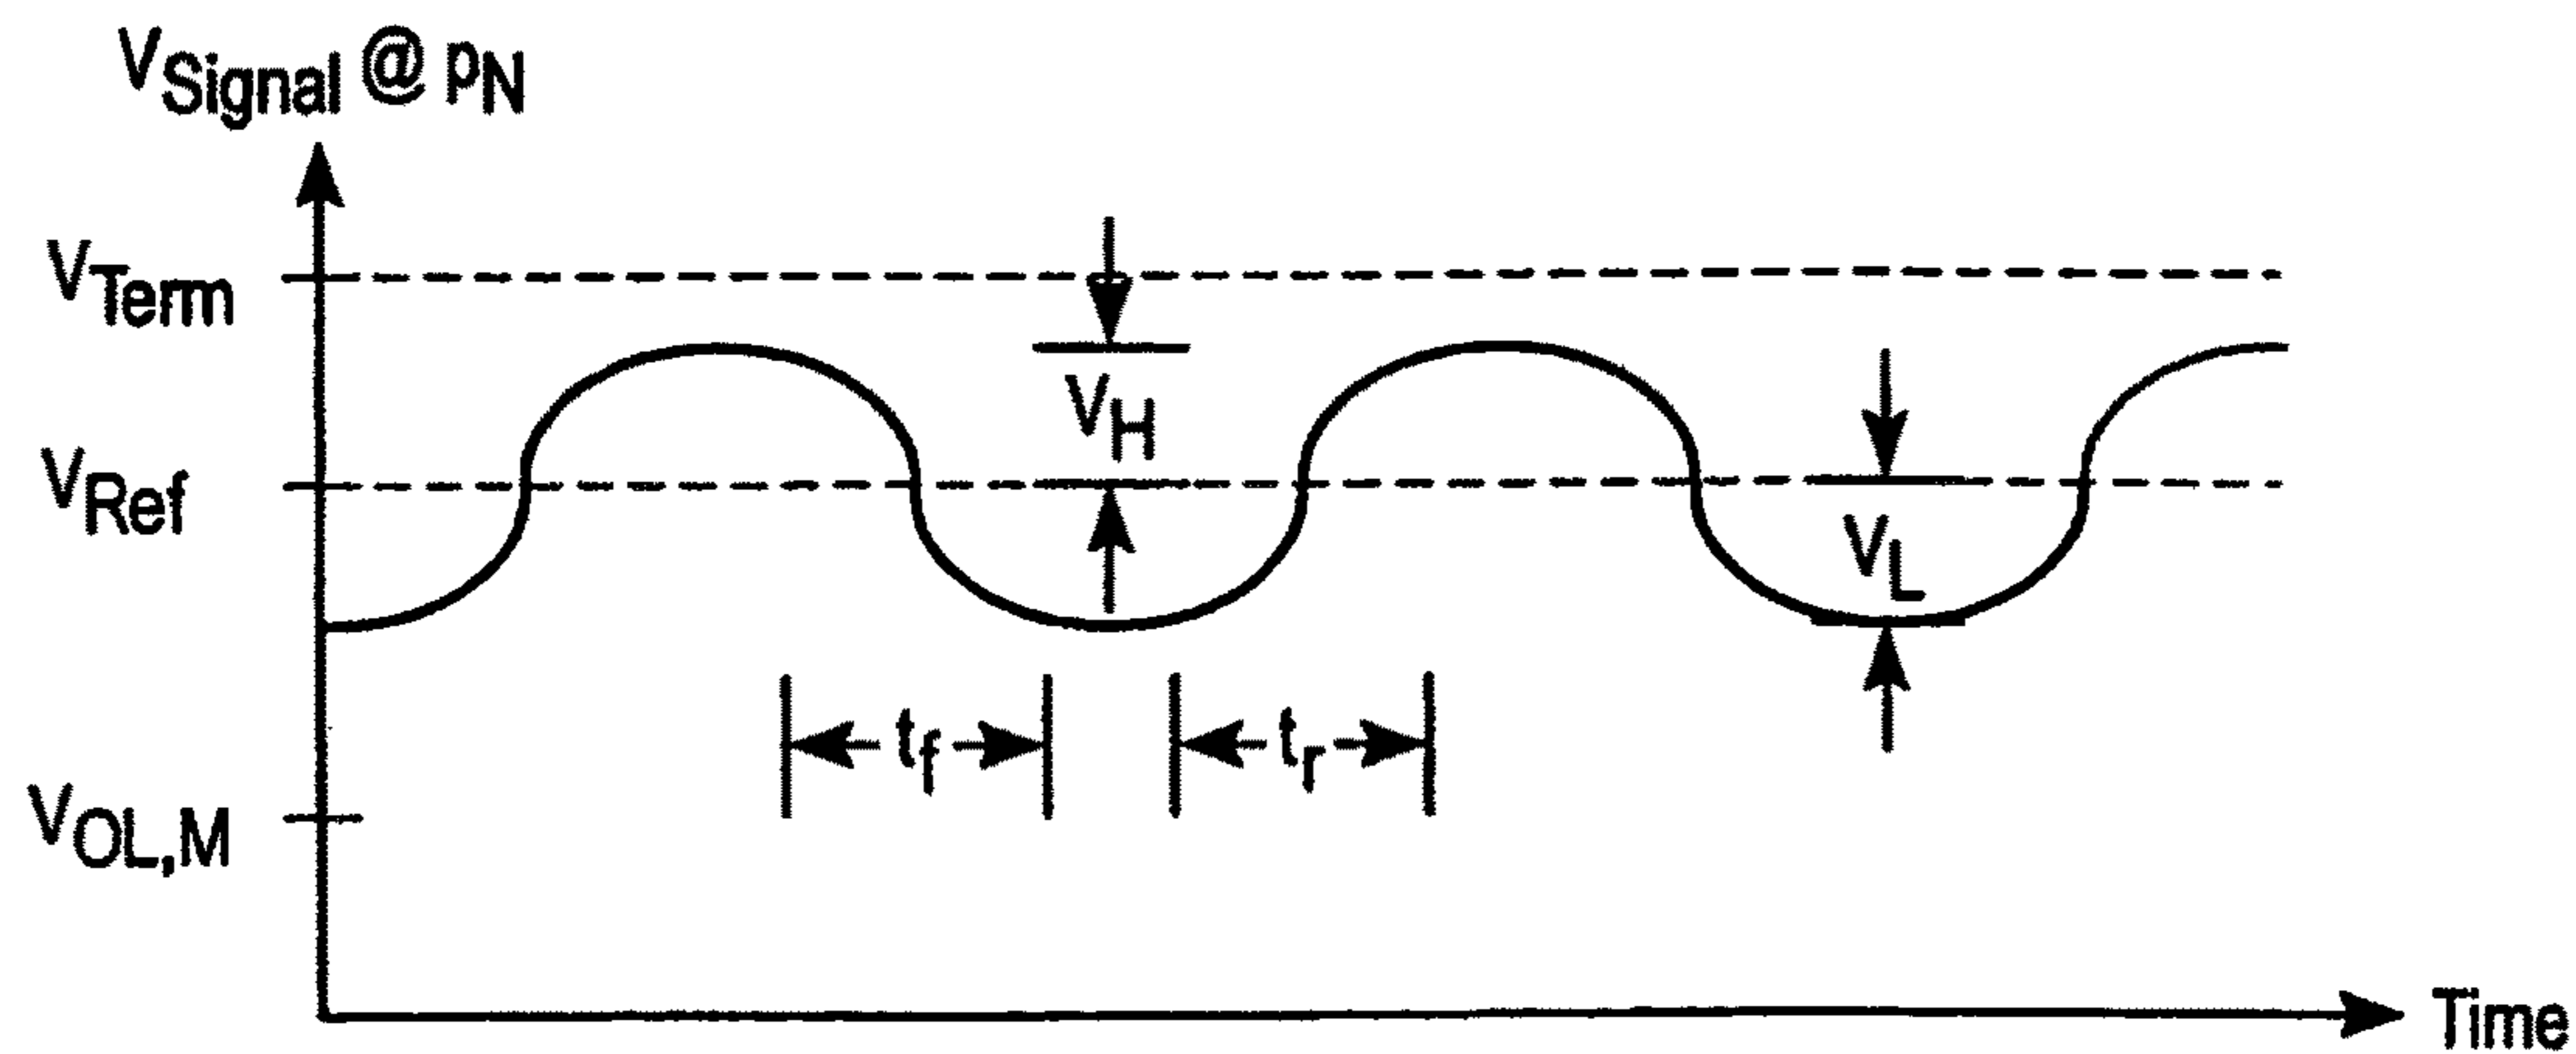 VSignal @ pN
VTerm
VH
VRef
VL
tf
tr
VOL,M
Time